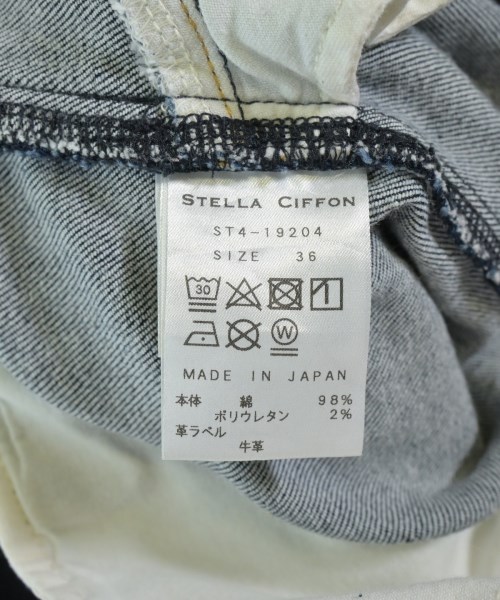 STELLA CIFFON
ST4-19204
SIZE 36
30
W
MADE IN JAPAN
本体 綿 98%
ポリウレタン 2%
革ラベル
牛革